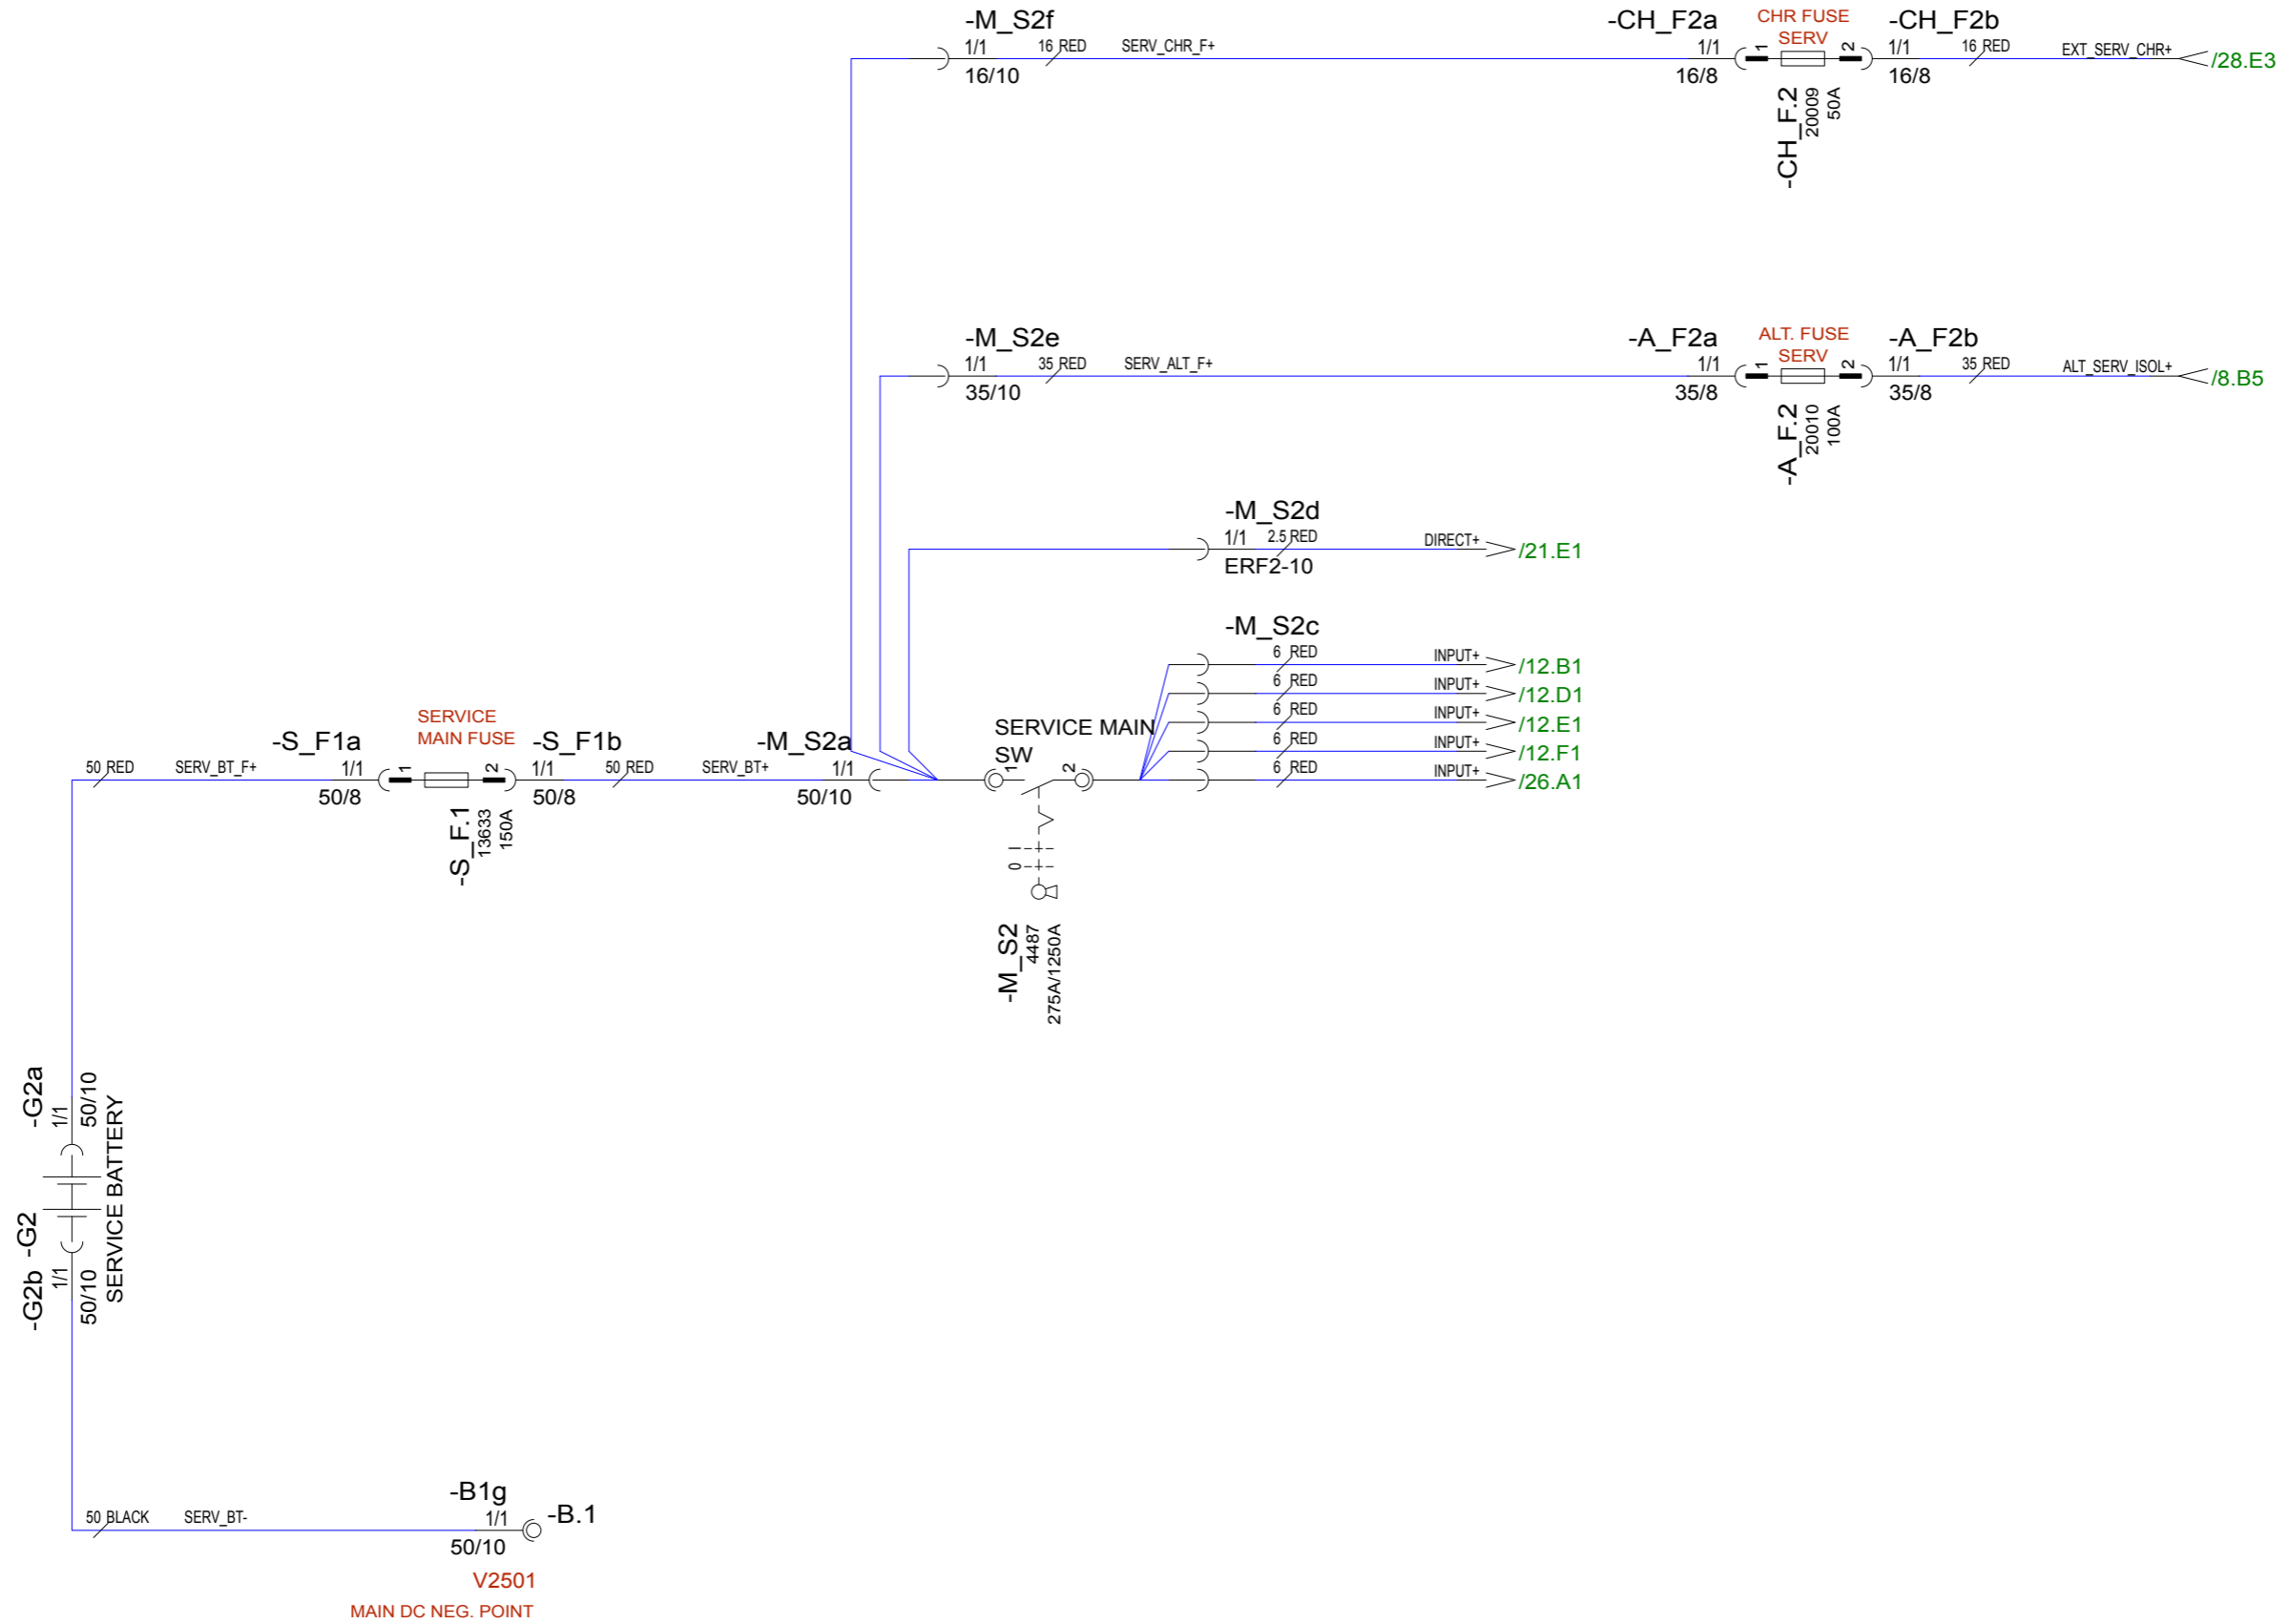 -M_S2f
1/1
16 RED
SERV_CHR_F+
16/10
-CH_F2a
1/1
16/8
CHR FUSE
SERV
1
2
-CH_F.2
20009
50A
-CH_F2b
1/1
16 RED
EXT_SERV_CHR+
16/8
/28.E3
-M_S2e
1/1
35 RED
SERV_ALT_F+
35/10
-A_F2a
1/1
35/8
ALT. FUSE
SERV
1
2
-A_F.2
20010
100A
-A_F2b
1/1
35 RED
ALT_SERV_ISOL+
35/8
/8.B5
-M_S2d
1/1
2.5 RED
DIRECT+
/21.E1
ERF2-10
-M_S2c
6 RED
INPUT+
/12.B1
6 RED
INPUT+
/12.D1
6 RED
INPUT+
/12.E1
6 RED
INPUT+
/12.F1
6 RED
INPUT+
/26.A1
50 RED
SERV_BT_F+
-S_F1a
1/1
50/8
SERVICE
MAIN FUSE
1
2
-S_F.1
13633
150A
-S_F1b
1/1
50/8
50 RED
SERV_BT+
-M_S2a
1/1
50/10
SERVICE MAIN
SW
1
2
0 1
-M_S2
4487
275A/1250A
-G2a
1/1
50/10
-G2
SERVICE BATTERY
-G2b
1/1
50/10
50 BLACK
SERV_BT-
-B1g
1/1
50/10
-B.1
V2501
MAIN DC NEG. POINT